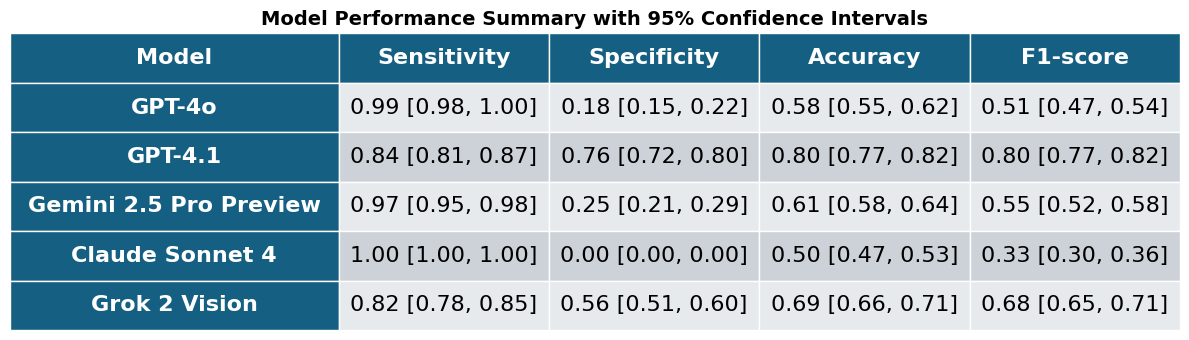 Model Performance Summary with 95% Confidence Intervals
Model Sensitivity Specificity Accuracy F1-score
GPT-4o 0.99 [0.98, 1.00] 0.18 [0.15, 0.22] 0.58 [0.55, 0.62] 0.51 [0.47, 0.54]
GPT-4.1 0.84 [0.81, 0.87] 0.76 [0.72, 0.80] 0.80 [0.77, 0.82] 0.80 [0.77, 0.82]
Gemini 2.5 Pro Preview 0.97 [0.95, 0.98] 0.25 [0.21, 0.29] 0.61 [0.58, 0.64] 0.55 [0.52, 0.58]
Claude Sonnet 4 1.00 [1.00, 1.00] 0.00 [0.00, 0.00] 0.50 [0.47, 0.53] 0.33 [0.30, 0.36]
Grok 2 Vision 0.82 [0.78, 0.85] 0.56 [0.51, 0.60] 0.69 [0.66, 0.71] 0.68 [0.65, 0.71]